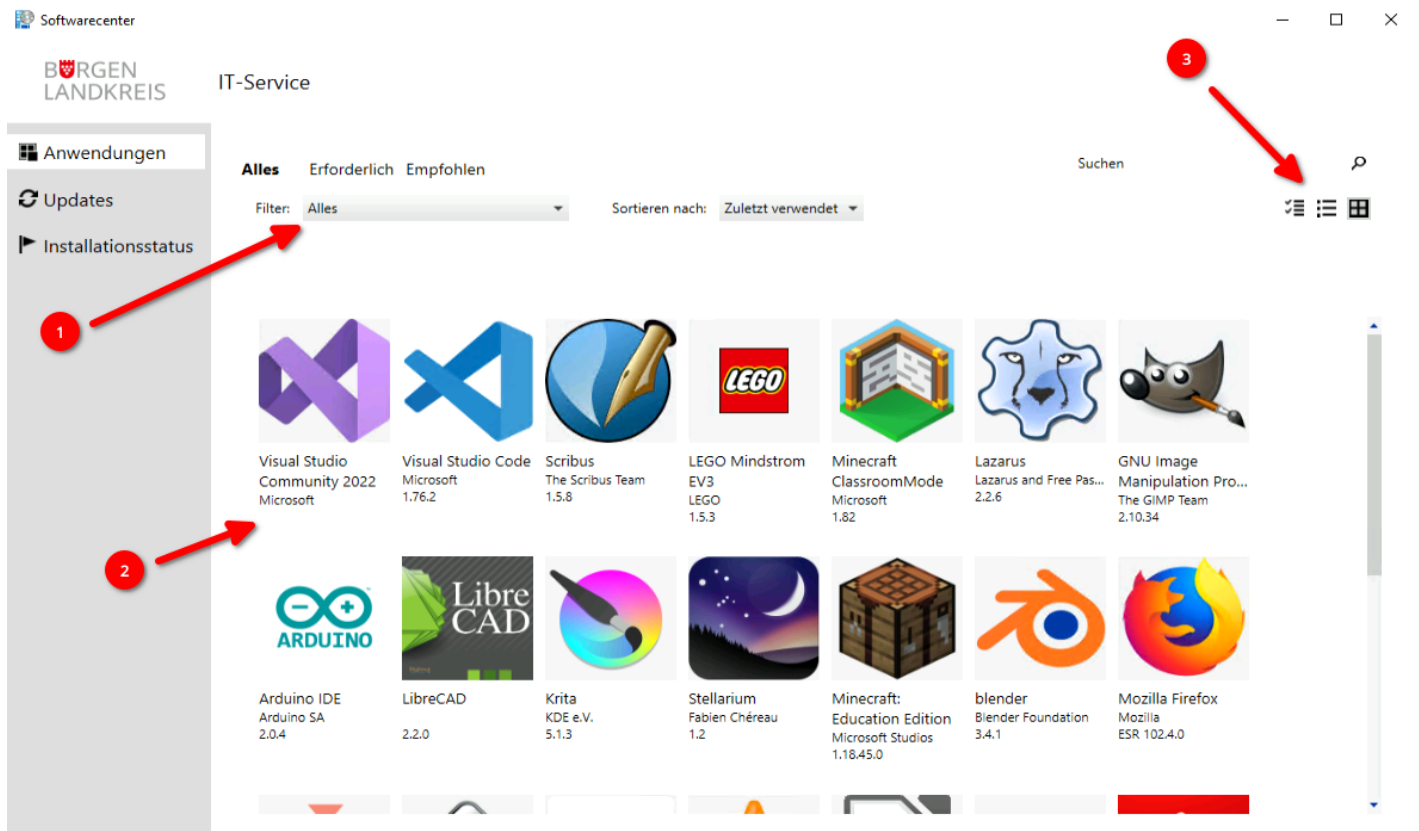 Softwarecenter
BURGEN
LANDKREIS
IT-Service
3
Anwendungen
Updates
Installationsstatus
Alles Erforderlich Empfohlen
Suchen
Filter: Alles
Sortieren nach: Zuletzt verwendet
1
LEGO
Visual Studio
Community 2022
Microsoft
Visual Studio Code
Microsoft
1.76.2
Scribus
The Scribus Team
1.5.8
LEGO Mindstrom
EV3
LEGO
1.5.3
Minecraft
ClassroomMode
Microsoft
1.82
Lazarus
Lazarus and Free Pas...
2.2.6
GNU Image
Manipulation Pro...
The GIMP Team
2.10.34
2
ARDUINO
Libre
CAD
Arduino IDE
Arduino SA
2.0.4
LibreCAD
2.2.0
Krita
KDE e.V.
5.1.3
Stellarium
Fabien Chéreau
1.2
Minecraft:
Education Edition
Microsoft Studios
1.18.45.0
blender
Blender Foundation
3.4.1
Mozilla Firefox
Mozilla
ESR 102.4.0